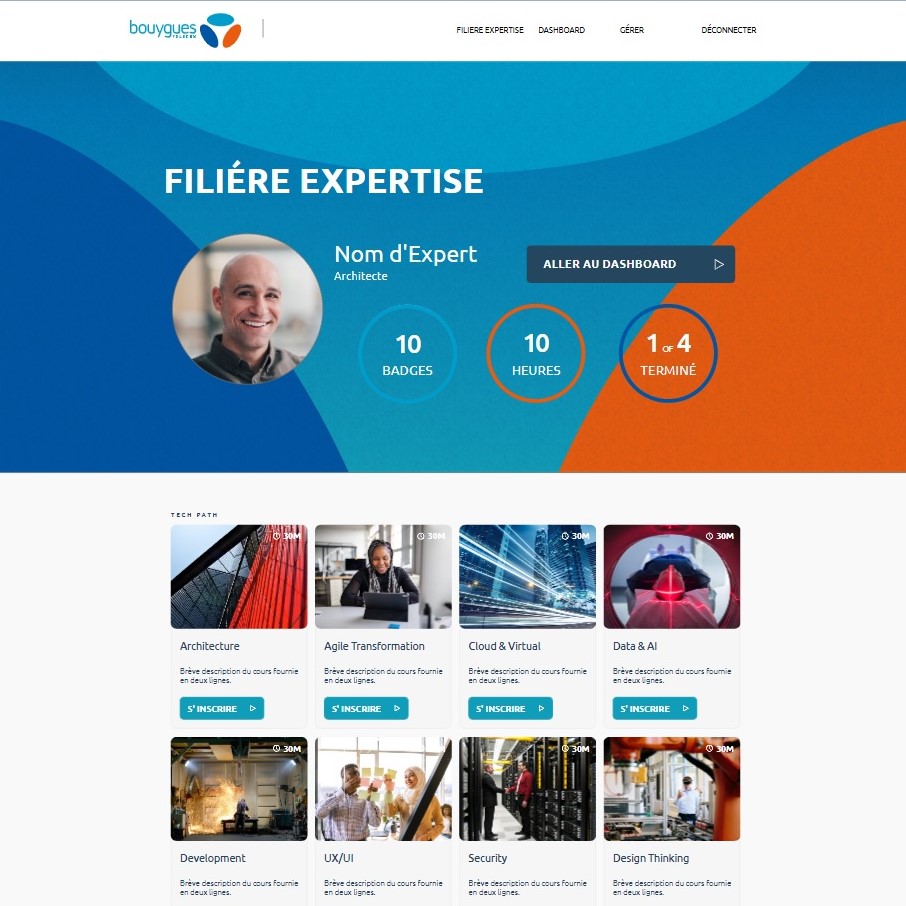 bouygues
TELECOM
FILIERE EXPERTISE DASHBOARD GÉRER DÉCONNECTER
FILIÉRE EXPERTISE
Nom d'Expert
Architecte
ALLER AU DASHBOARD
10
BADGES
10
HEURES
1 OF 4
TERMINÉ
TECH PATH
30M 30M 30M 30M
Architecture Agile Transformation Cloud & Virtual Data & AI
Brève description du cours fournie Brève description du cours fournie Brève description du cours fournie Brève description du cours fournie
en deux lignes. en deux lignes. en deux lignes. en deux lignes.
S' INSCRIRE S' INSCRIRE S' INSCRIRE S' INSCRIRE
30M 30M 30M 30M
Development UX/UI Security Design Thinking
Brève description du cours fournie Brève description du cours fournie Brève description du cours fournie Brève description du cours fournie
en deux lignes. en deux lignes. en deux lignes. en deux lignes.